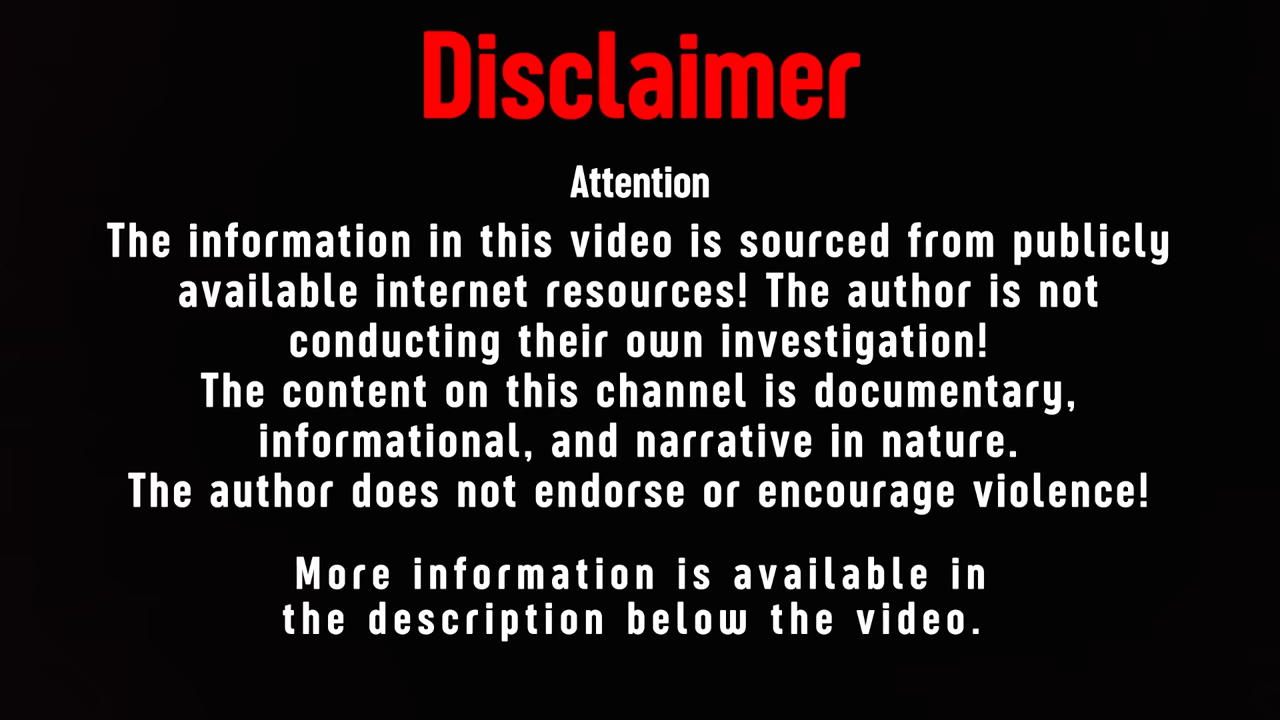 Disclaimer
Attention
The information in this video is sourced from publicly
available internet resources! The author is not
conducting their own investigation!
The content on this channel is documentary,
informational, and narrative in nature.
The author does not endorse or encourage violence!
More information is available in
the description below the video.